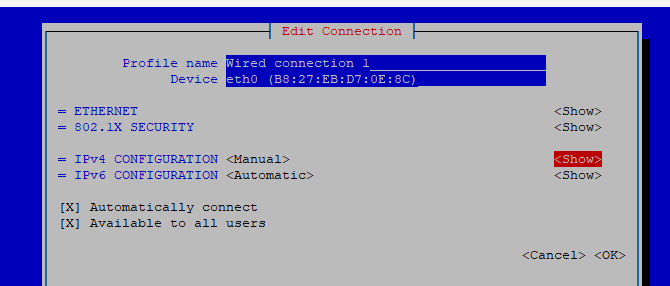 Edit Connection
Profile name Wired connection 1
Device eth0 (B8:27:EB:D7:0E:8C)
= ETHERNET <Show>
= 802.1X SECURITY <Show>
= IPv4 CONFIGURATION <Manual> <Show>
= IPv6 CONFIGURATION <Automatic> <Show>
[X] Automatically connect
[X] Available to all users
<Cancel> <OK>